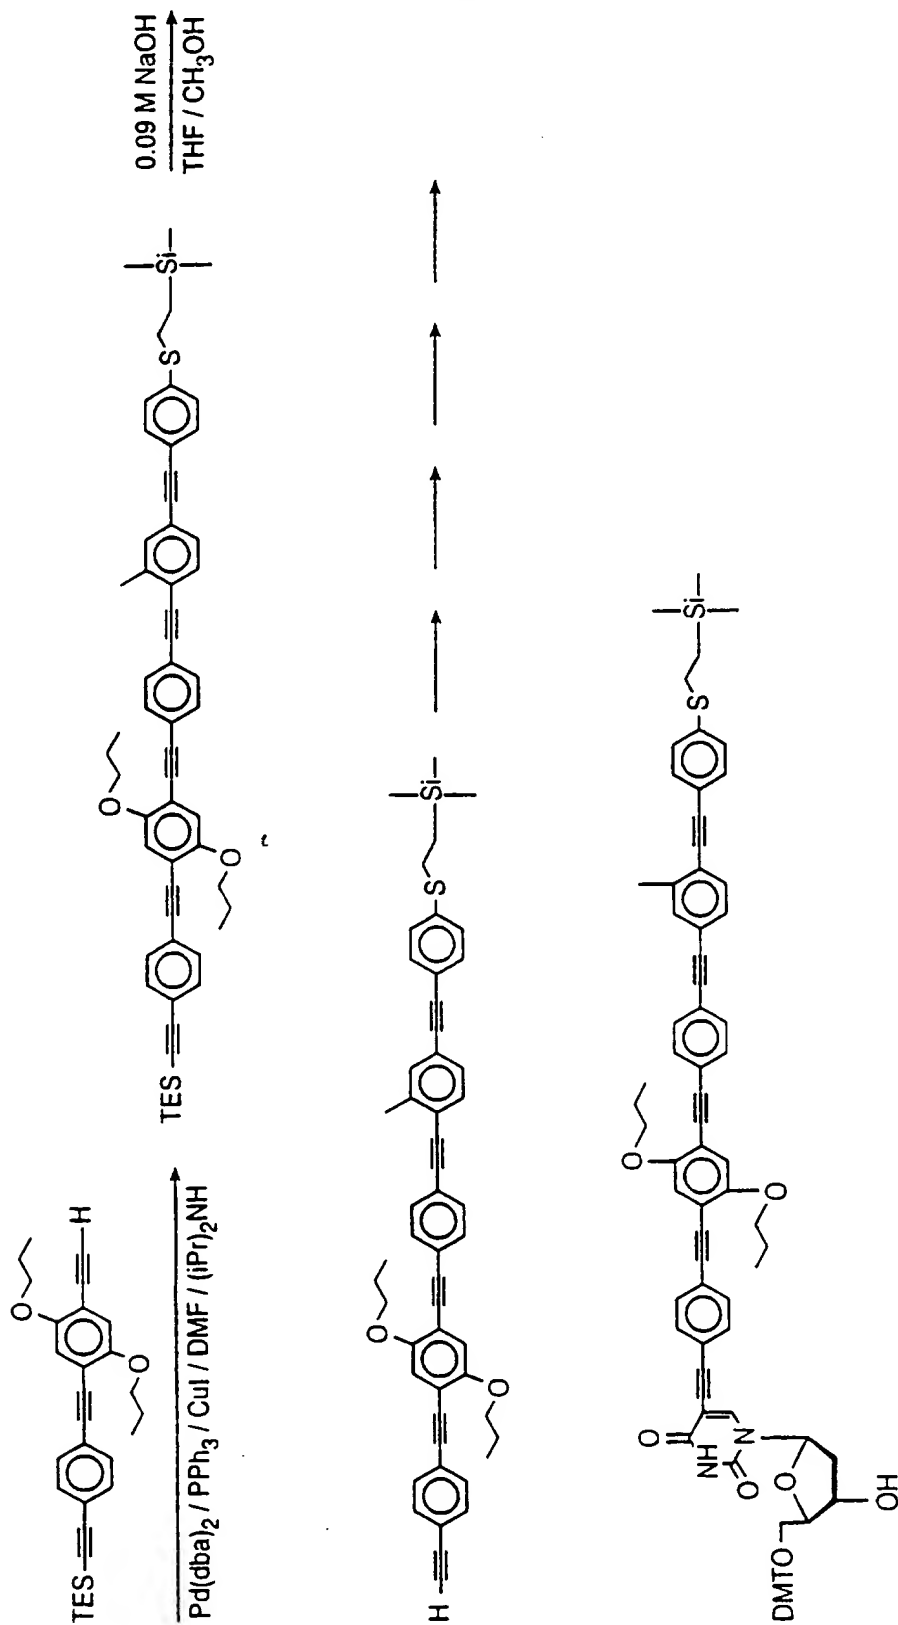 TES
O
O
H
Pd(dba)2 / PPh3 / CuI / DMF / (iPr)2NH
TES
O
O
S
Si
0.09 M NaOH
THF / CH3OH
H
O
O
S
Si
DMTO
O
OH
O
NH
O
N
O
O
S
Si